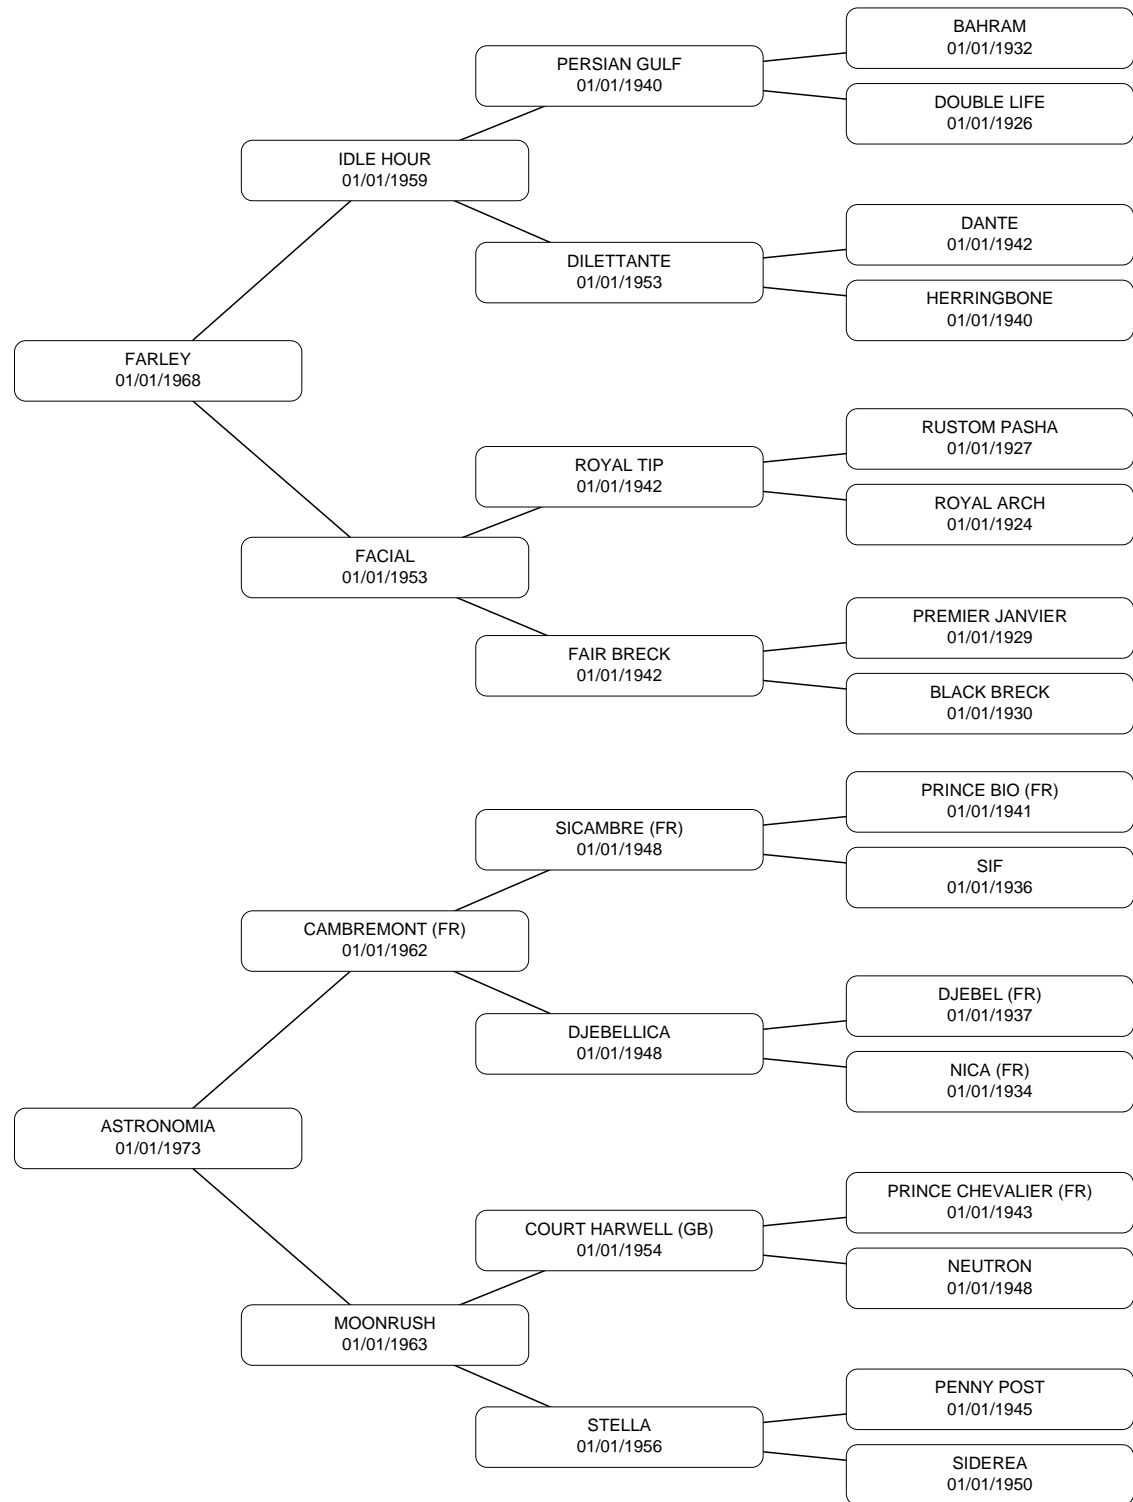 BAHRAM
01/01/1932
PERSIAN GULF
01/01/1940
DOUBLE LIFE
01/01/1926
IDLE HOUR
01/01/1959
DANTE
01/01/1942
DILETTANTE
01/01/1953
HERRINGBONE
01/01/1940
FARLEY
01/01/1968
RUSTOM PASHA
01/01/1927
ROYAL TIP
01/01/1942
ROYAL ARCH
01/01/1924
FACIAL
01/01/1953
PREMIER JANVIER
01/01/1929
FAIR BRECK
01/01/1942
BLACK BRECK
01/01/1930
PRINCE BIO (FR)
01/01/1941
SICAMBRE (FR)
01/01/1948
SIF
01/01/1936
CAMBREMONT (FR)
01/01/1962
DJEBEL (FR)
01/01/1937
DJEBELLICA
01/01/1948
NICA (FR)
01/01/1934
ASTRONOMIA
01/01/1973
PRINCE CHEVALIER (FR)
01/01/1943
COURT HARWELL (GB)
01/01/1954
NEUTRON
01/01/1948
MOONRUSH
01/01/1963
PENNY POST
01/01/1945
STELLA
01/01/1956
SIDEREA
01/01/1950